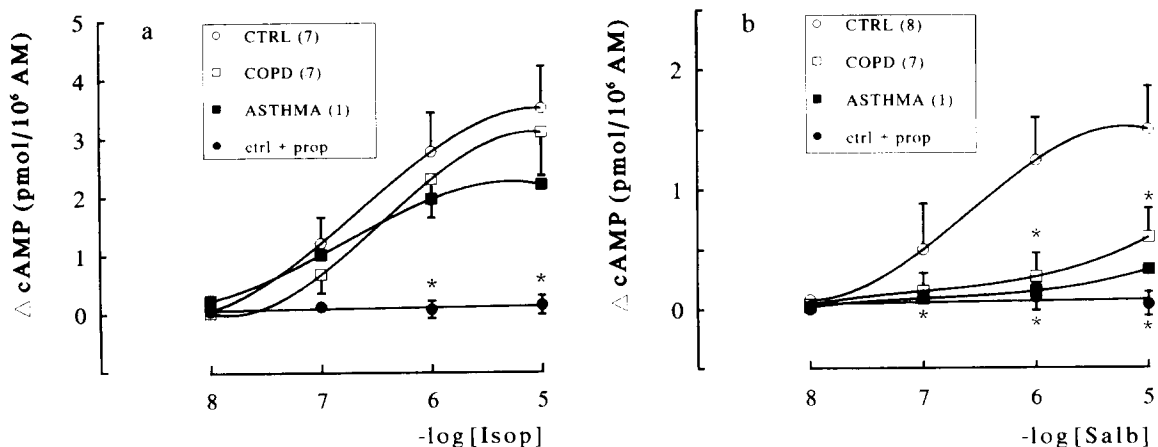 a
CTRL (7)
COPD (7)
ASTHMA (1)
ctrl + prop
△ cAMP (pmol/10⁶ AM)
5
4
3
2
1
0
*
*
8
7
6
5
-log[Isop]
b
CTRL (8)
COPD (7)
ASTHMA (1)
ctrl + prop
△ cAMP (pmol/10⁶ AM)
2
1
0
*
*
*
*
*
8
7
6
5
-log[Salb]